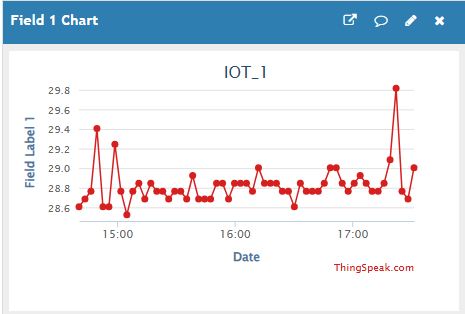 Field 1 Chart
IOT_1
Field Label 1
29.8
29.6
29.4
29.2
29.0
28.8
28.6
15:00
16:00
17:00
Date
ThingSpeak.com